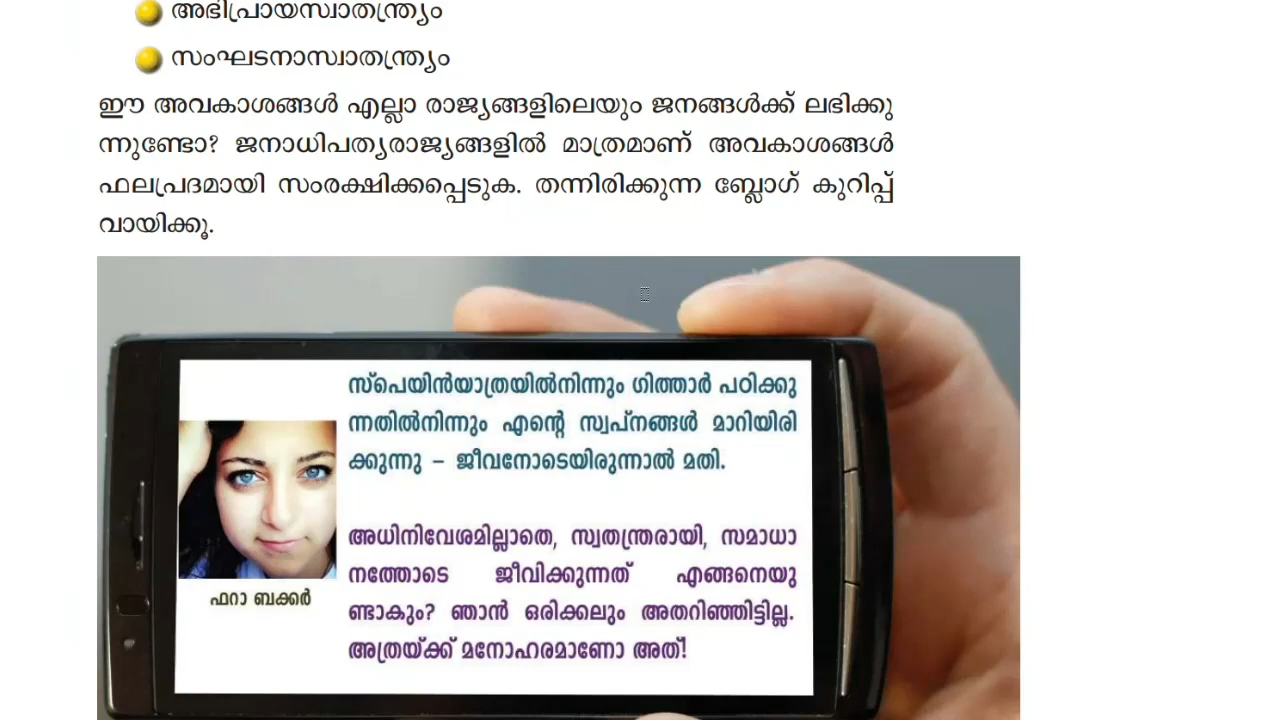 അഭിപ്രായസ്വാതന്ത്ര്യം
സംഘടനാസ്വാതന്ത്ര്യം
ഈ അവകാശങ്ങൾ എല്ലാ രാജ്യങ്ങളിലെയും ജനങ്ങൾക്ക് ലഭിക്കു
ന്നുണ്ടോ? ജനാധിപത്യരാജ്യങ്ങളിൽ മാത്രമാണ് അവകാശങ്ങൾ
ഫലപ്രദമായി സംരക്ഷിക്കപ്പെടുക. തന്നിരിക്കുന്ന ബ്ലോഗ് കുറിപ്പ്
വായിക്കൂ.
സ്പെയിൻയാത്രയിൽനിന്നും ഗിത്താർ പഠിക്കു
ന്നതിൽനിന്നും എന്റെ സ്വപ്നങ്ങൾ മാറിയിരി
ക്കുന്നു – ജീവനോടെയിരുന്നാൽ മതി.
അധിനിവേശമില്ലാതെ, സ്വതന്ത്രരായി, സമാധാ
നത്തോടെ ജീവിക്കുന്നത് എങ്ങനെയു
ണ്ടാകും? ഞാൻ ഒരിക്കലും അതറിഞ്ഞിട്ടില്ല.
അത്രയ്ക്ക് മനോഹരമാണോ അത്!
ഫറാ ബക്കർ